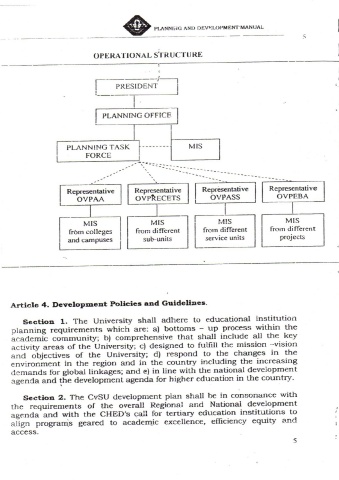 PLANNING AND DEVELOPMENT MANUAL
5
OPERATIONAL STRUCTURE
PRESIDENT
PLANNING OFFICE
PLANNING TASK
FORCE
MIS
Representative
OVPAA
Representative
OVPRECETS
Representative
OVPASS
Representative
OVPEBA
MIS
from colleges
and campuses
MIS
from different
sub-units
MIS
from different
service units
MIS
from different
projects
Article 4. Development Policies and Guidelines.
Section 1. The University shall adhere to educational institution
planning requirements which are: a) bottoms – up process within the
academic community; b) comprehensive that shall include all the key
activity areas of the University; c) designed to fulfill the mission –vision
and objectives of the University; d) respond to the changes in the
environment in the region and in the country including the increasing
demands for global linkages; and e) in line with the national development
agenda and the development agenda for higher education in the country.
Section 2. The CvSU development plan shall be in consonance with
the requirements of the overall Regional and National development
agenda and with the CHED's call for tertiary education institutions to
align programs geared to academic excellence, efficiency equity and
access.
5